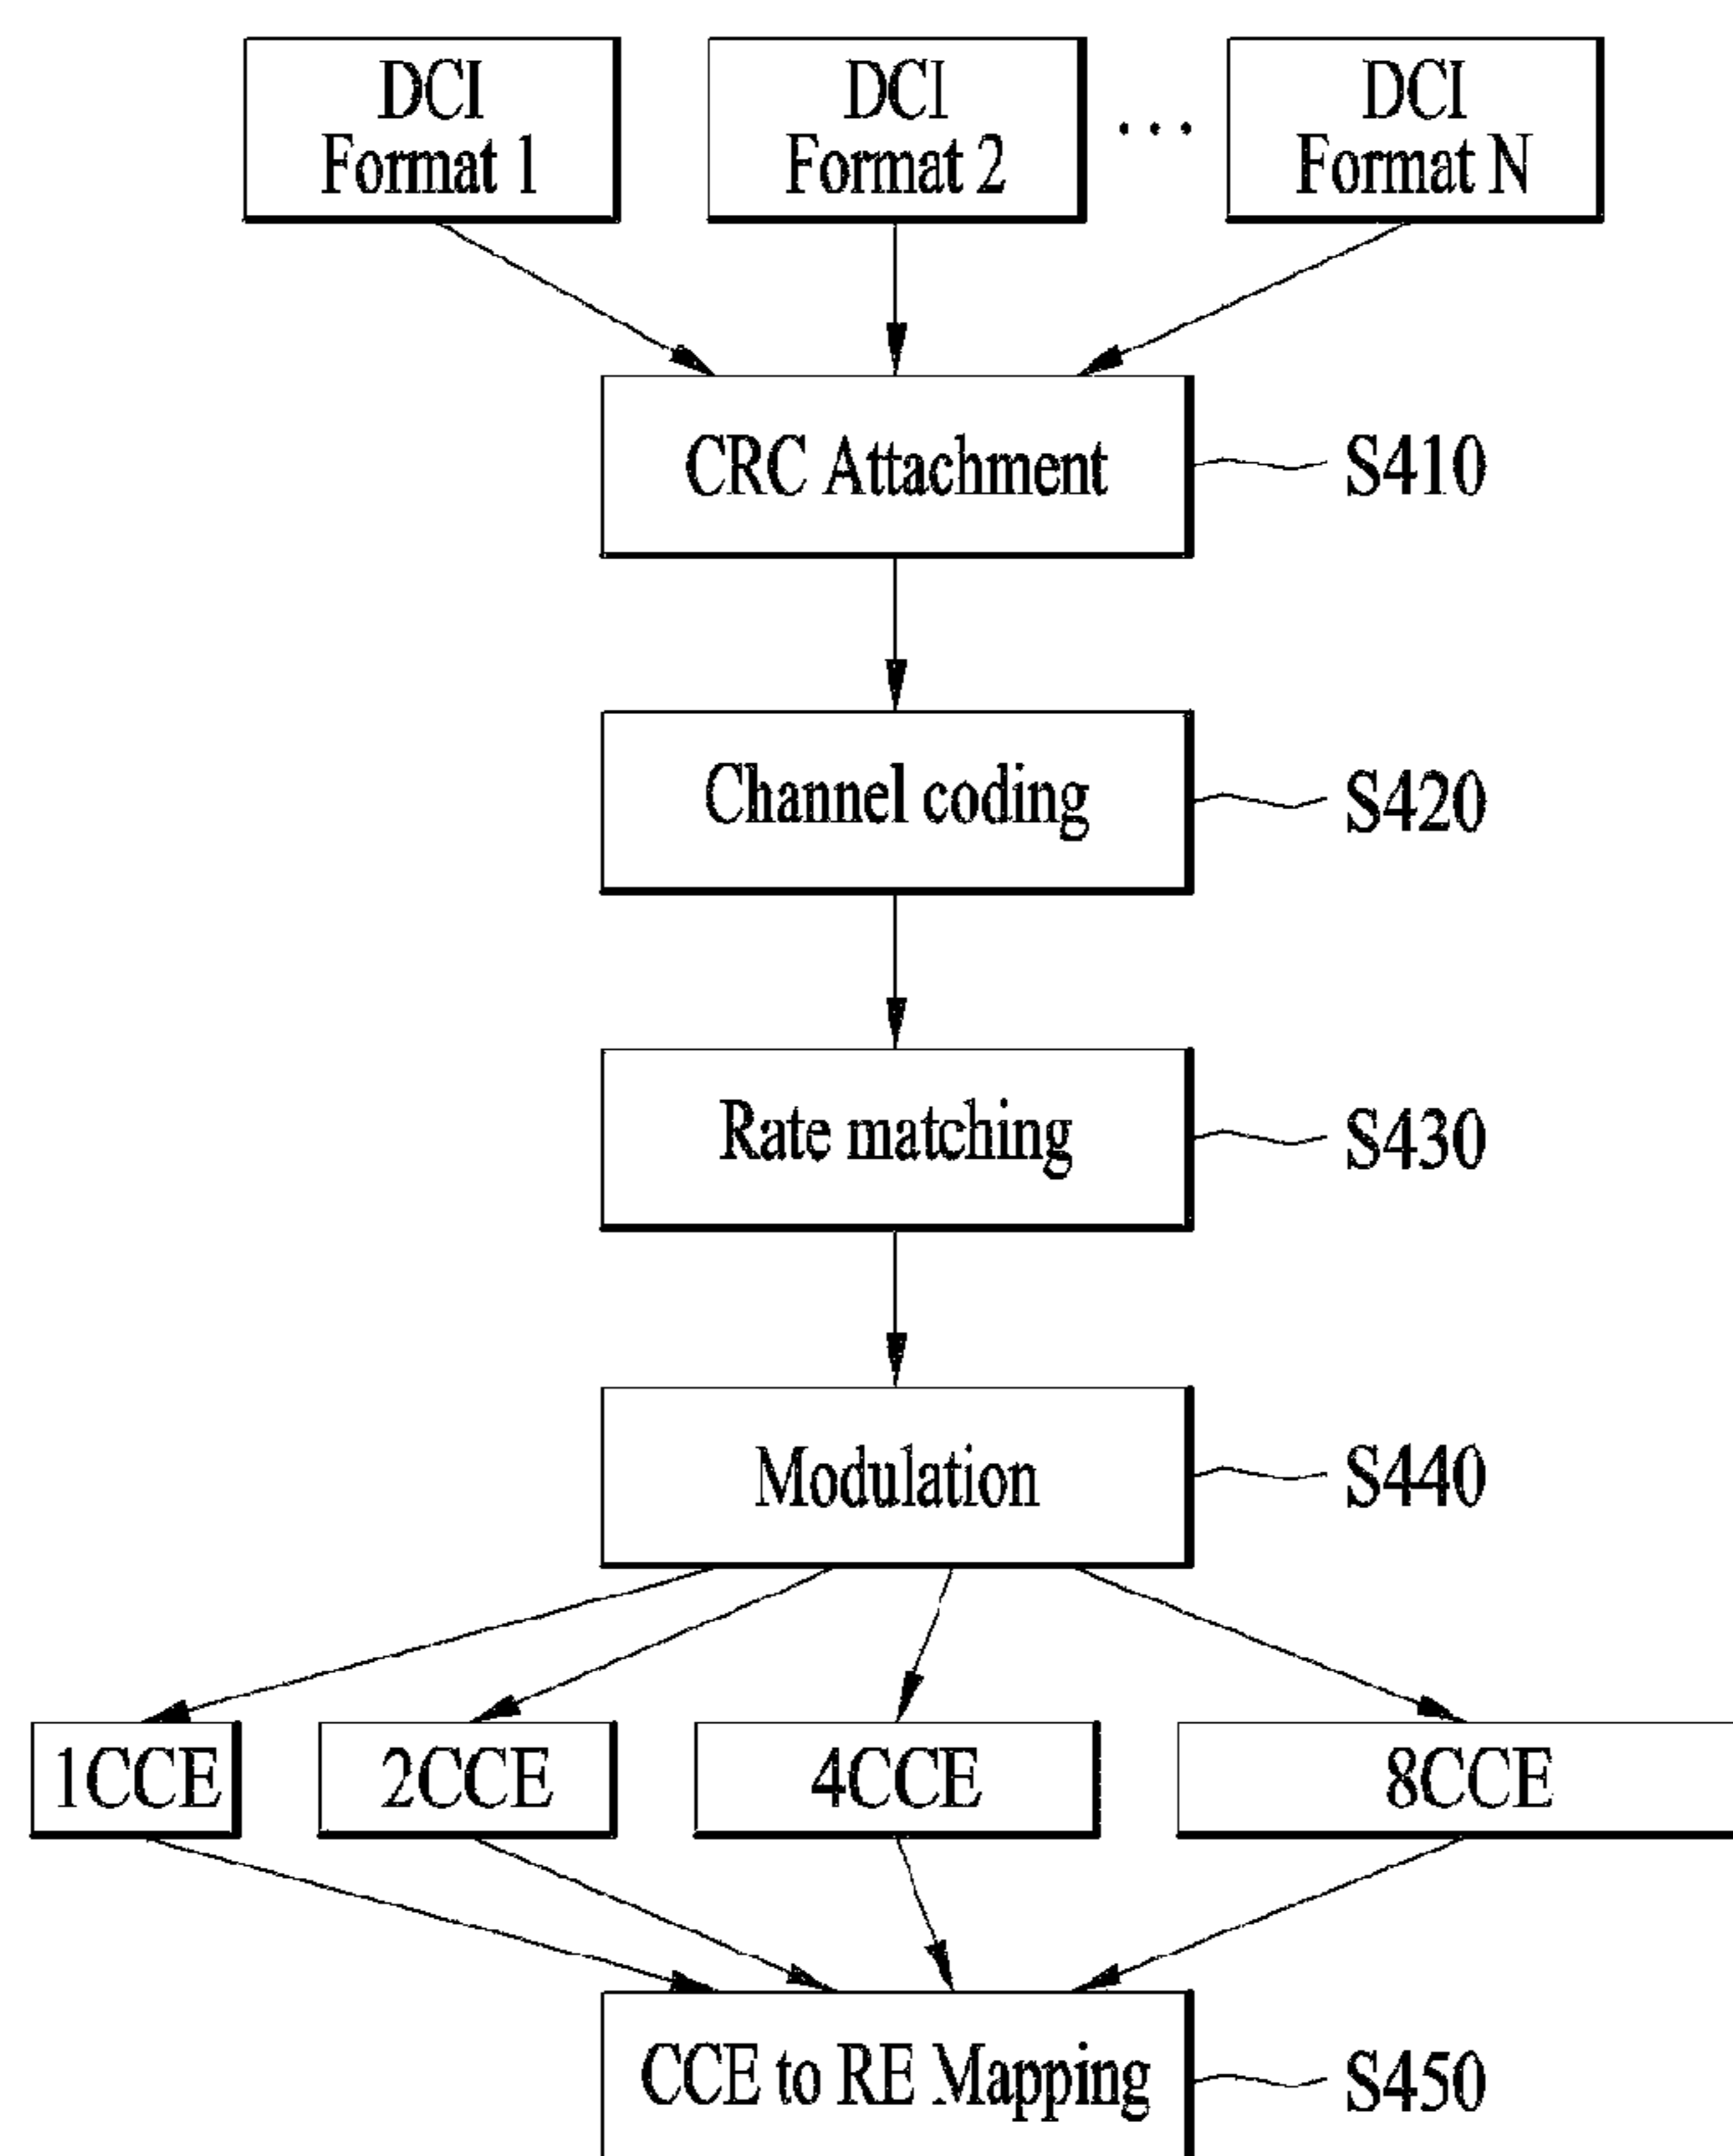 DCI
Format 1
DCI
Format 2
...
DCI
Format N
CRC Attachment
S410
Channel coding
S420
Rate matching
S430
Modulation
S440
1CCE
2CCE
4CCE
8CCE
CCE to RE Mapping
S450